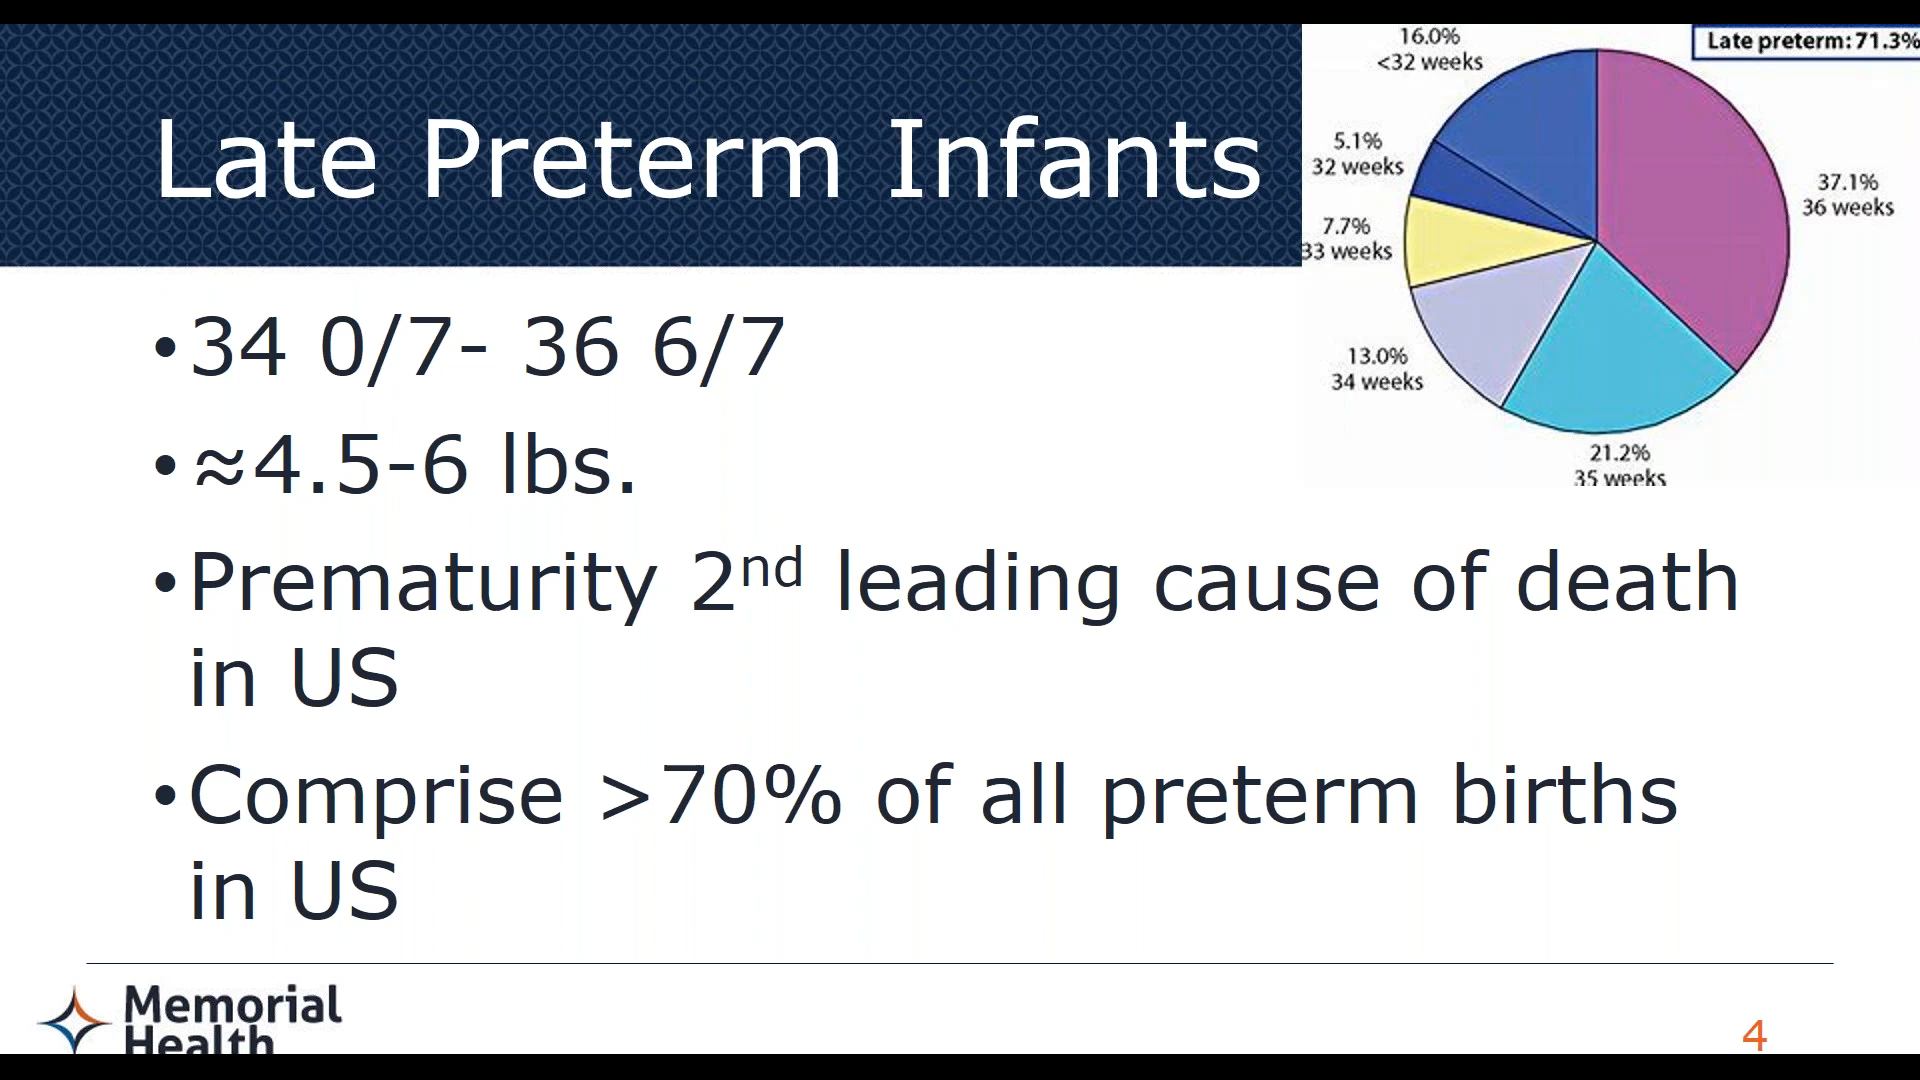 Late Preterm Infants
16.0%
<32 weeks
Late preterm: 71.3%
5.1%
32 weeks
37.1%
36 weeks
7.7%
33 weeks
13.0%
34 weeks
21.2%
35 weeks
•34 0/7- 36 6/7
•≈4.5-6 lbs.
•Prematurity 2nd leading cause of death
in US
•Comprise >70% of all preterm births
in US
Memorial
Health
4